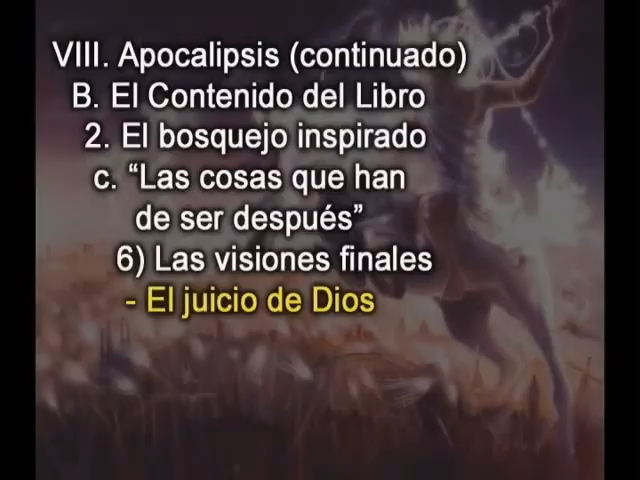 VIII. Apocalipsis (continuado)
B. El Contenido del Libro
2. El bosquejo inspirado
c. “Las cosas que han
de ser después”
6) Las visiones finales
- El juicio de Dios